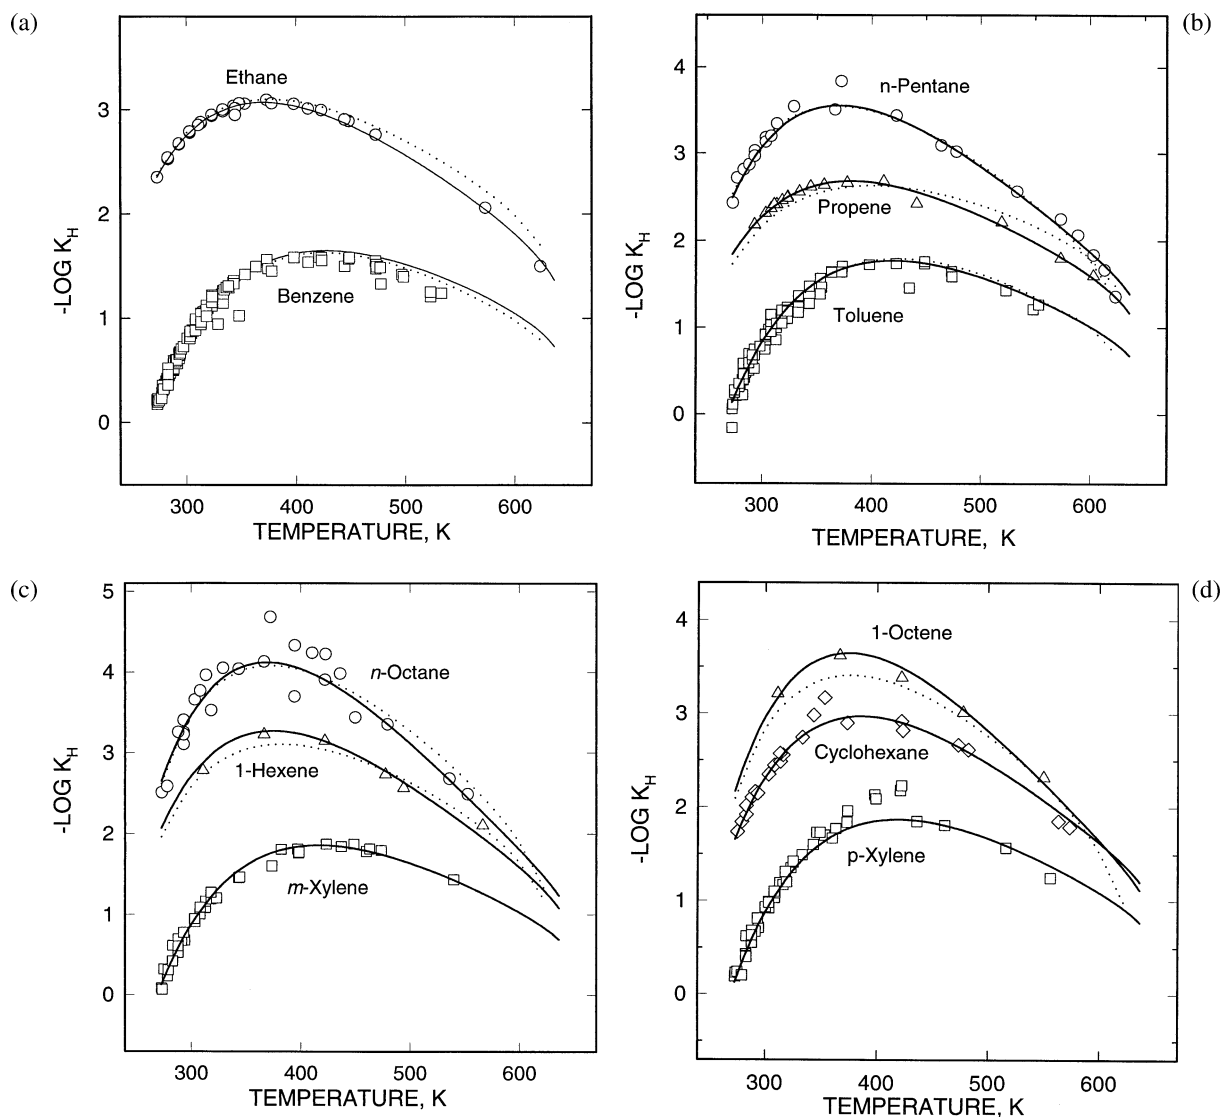 (a)
Ethane
Benzene
3
2
1
0
-LOG K_H
300
400
500
600
TEMPERATURE, K
(b)
n-Pentane
Propene
Toluene
4
3
2
1
0
-LOG K_H
300
400
500
600
TEMPERATURE, K
(c)
n-Octane
1-Hexene
m-Xylene
5
4
3
2
1
0
-LOG K_H
300
400
500
600
TEMPERATURE, K
(d)
1-Octene
Cyclohexane
p-Xylene
4
3
2
1
0
-LOG K_H
300
400
500
600
TEMPERATURE, K